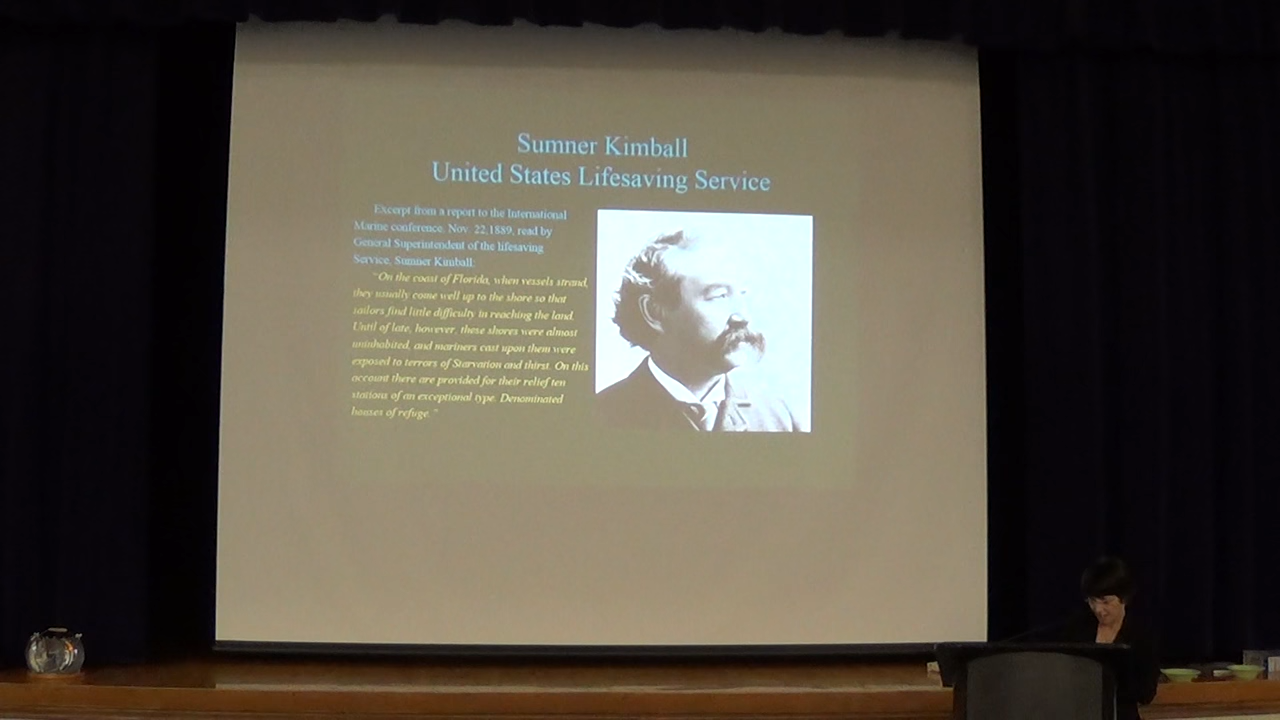 Sumner Kimball
United States Lifesaving Service
Excerpt from a report to the International
Marine conference. Nov. 22,1889, read by
General Superintendent of the lifesaving
Service, Sumner Kimball:
"On the coast of Florida, when vessels strand,
they usually come well up to the shore so that
sailors find little difficulty in reaching the land.
Until of late, however, these shores were almost
uninhabited, and mariners cast upon them were
exposed to terrors of Starvation and thirst. On this
account there are provided for their relief ten
stations of an exceptional type. Denominated
houses of refuge."